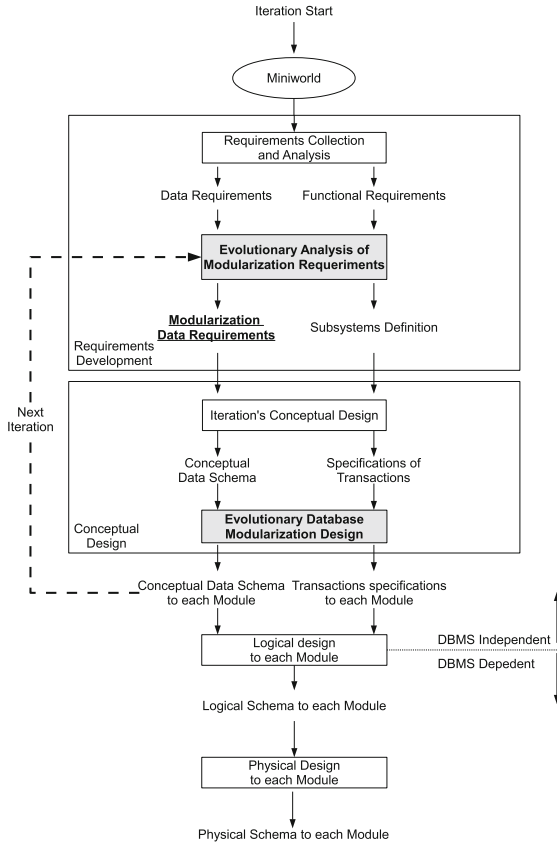 Iteration Start
Miniworld
Requirements Collection
and Analysis
Data Requirements
Functional Requirements
Evolutionary Analysis of
Modularization Requeriments
Modularization
Data Requirements
Subsystems Definition
Requirements
Development
Iteration's Conceptual Design
Next
Iteration
Conceptual
Data Schema
Specifications of
Transactions
Evolutionary Database
Modularization Design
Conceptual
Design
Conceptual Data Schema
to each Module
Transactions specifications
to each Module
Logical design
to each Module
DBMS Independent
DBMS Depedent
Logical Schema to each Module
Physical Design
to each Module
Physical Schema to each Module